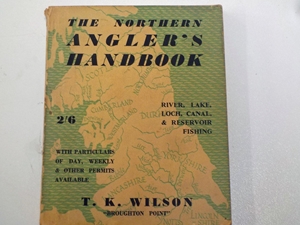 THE NORTHERN
ANGLER'S
HANDBOOK
2/6
RIVER, LAKE,
LOCH, CANAL,
& RESERVOIR
FISHING
WITH PARTICULARS
OF DAY, WEEKLY
& OTHER PERMITS
AVAILABLE
T. K. WILSON
"BROUGHTON POINT"